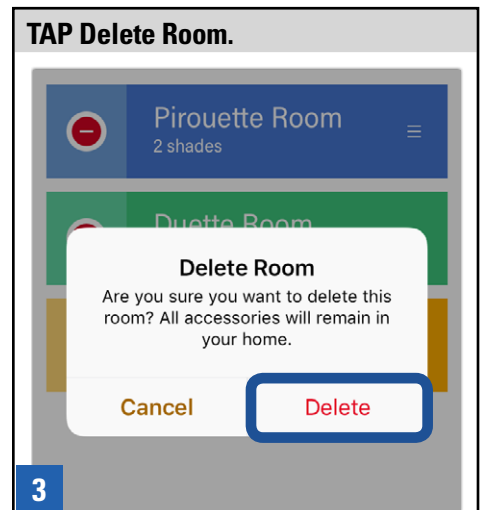 TAP Delete Room.
Pirouette Room
2 shades
Duette Room
Delete Room
Are you sure you want to delete this
room? All accessories will remain in
your home.
Cancel
Delete
3